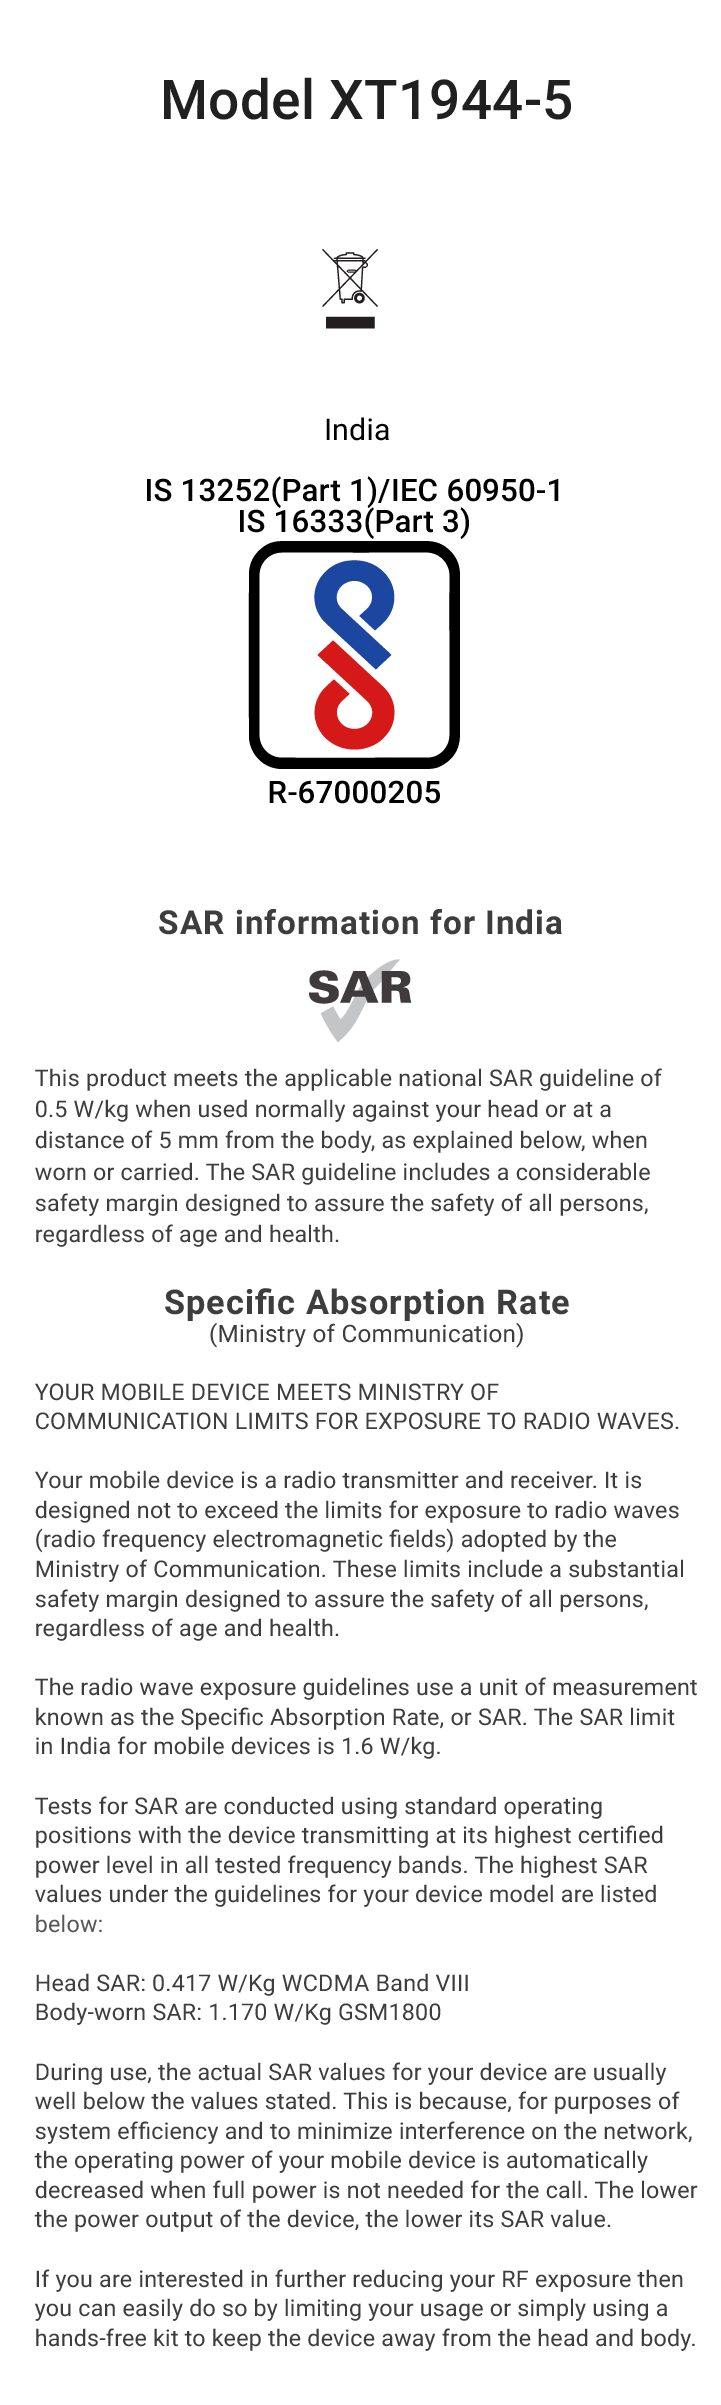 Model XT1944-5
India
IS 13252(Part 1)/IEC 60950-1
IS 16333(Part 3)
R-67000205
SAR information for India
SAR
This product meets the applicable national SAR guideline of
0.5 W/kg when used normally against your head or at a
distance of 5 mm from the body, as explained below, when
worn or carried. The SAR guideline includes a considerable
safety margin designed to assure the safety of all persons,
regardless of age and health.
Specific Absorption Rate
(Ministry of Communication)
YOUR MOBILE DEVICE MEETS MINISTRY OF
COMMUNICATION LIMITS FOR EXPOSURE TO RADIO WAVES.
Your mobile device is a radio transmitter and receiver. It is
designed not to exceed the limits for exposure to radio waves
(radio frequency electromagnetic fields) adopted by the
Ministry of Communication. These limits include a substantial
safety margin designed to assure the safety of all persons,
regardless of age and health.
The radio wave exposure guidelines use a unit of measurement
known as the Specific Absorption Rate, or SAR. The SAR limit
in India for mobile devices is 1.6 W/kg.
Tests for SAR are conducted using standard operating
positions with the device transmitting at its highest certified
power level in all tested frequency bands. The highest SAR
values under the guidelines for your device model are listed
below:
Head SAR: 0.417 W/Kg WCDMA Band VIII
Body-worn SAR: 1.170 W/Kg GSM1800
During use, the actual SAR values for your device are usually
well below the values stated. This is because, for purposes of
system efficiency and to minimize interference on the network,
the operating power of your mobile device is automatically
decreased when full power is not needed for the call. The lower
the power output of the device, the lower its SAR value.
If you are interested in further reducing your RF exposure then
you can easily do so by limiting your usage or simply using a
hands-free kit to keep the device away from the head and body.